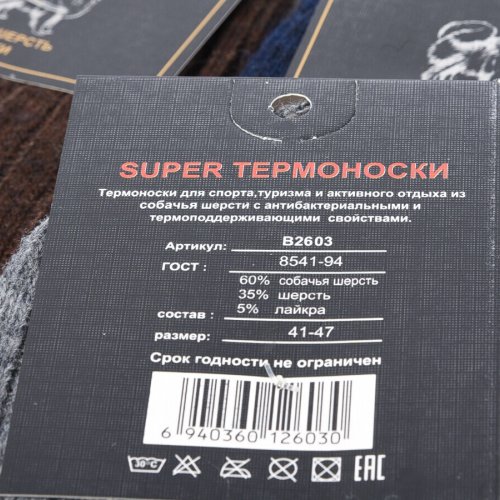 ШЕРСТЬ
SUPER ТЕРМОНОСКИ
Термоноски для спорта,туризма и активного отдыха из
собачья шерсти с антибактериальными и
термоподдерживающими свойствами.
Артикул: B2603
ГОСТ : 8541-94
60% собачья шерсть
35% шерсть
состав : 5% лайкра
размер: 41-47
Срок годности не ограничен
6 940360 126030
30°C
EAC